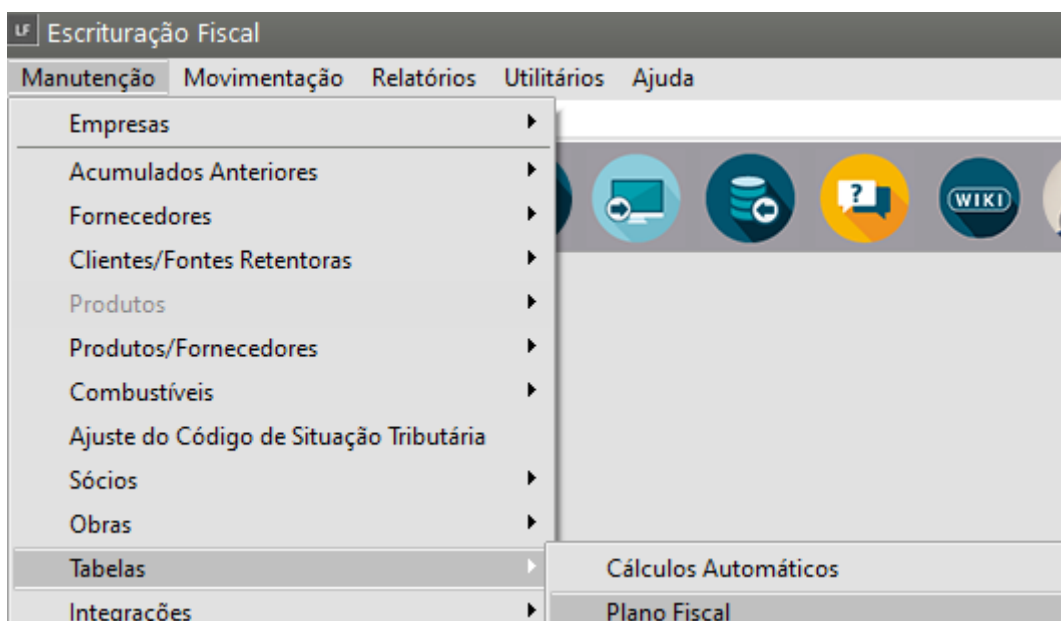 LF Escrituração Fiscal
Manutenção Movimentação Relatórios Utilitários Ajuda
Empresas
Acumulados Anteriores
Fornecedores
Clientes/Fontes Retentoras
Produtos
Produtos/Fornecedores
Combustíveis
Ajuste do Código de Situação Tributária
Sócios
Obras
Tabelas
Integrações
?
WIKI
Cálculos Automáticos
Plano Fiscal